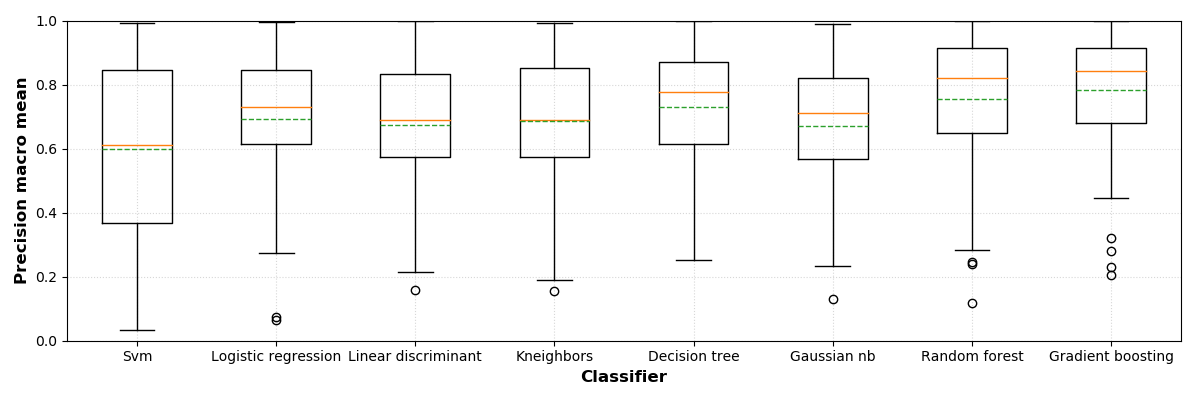 Precision macro mean
1.0
0.8
0.6
0.4
0.2
0.0
Svm
Logistic regression
Linear discriminant
Kneighbors
Decision tree
Gaussian nb
Random forest
Gradient boosting
Classifier